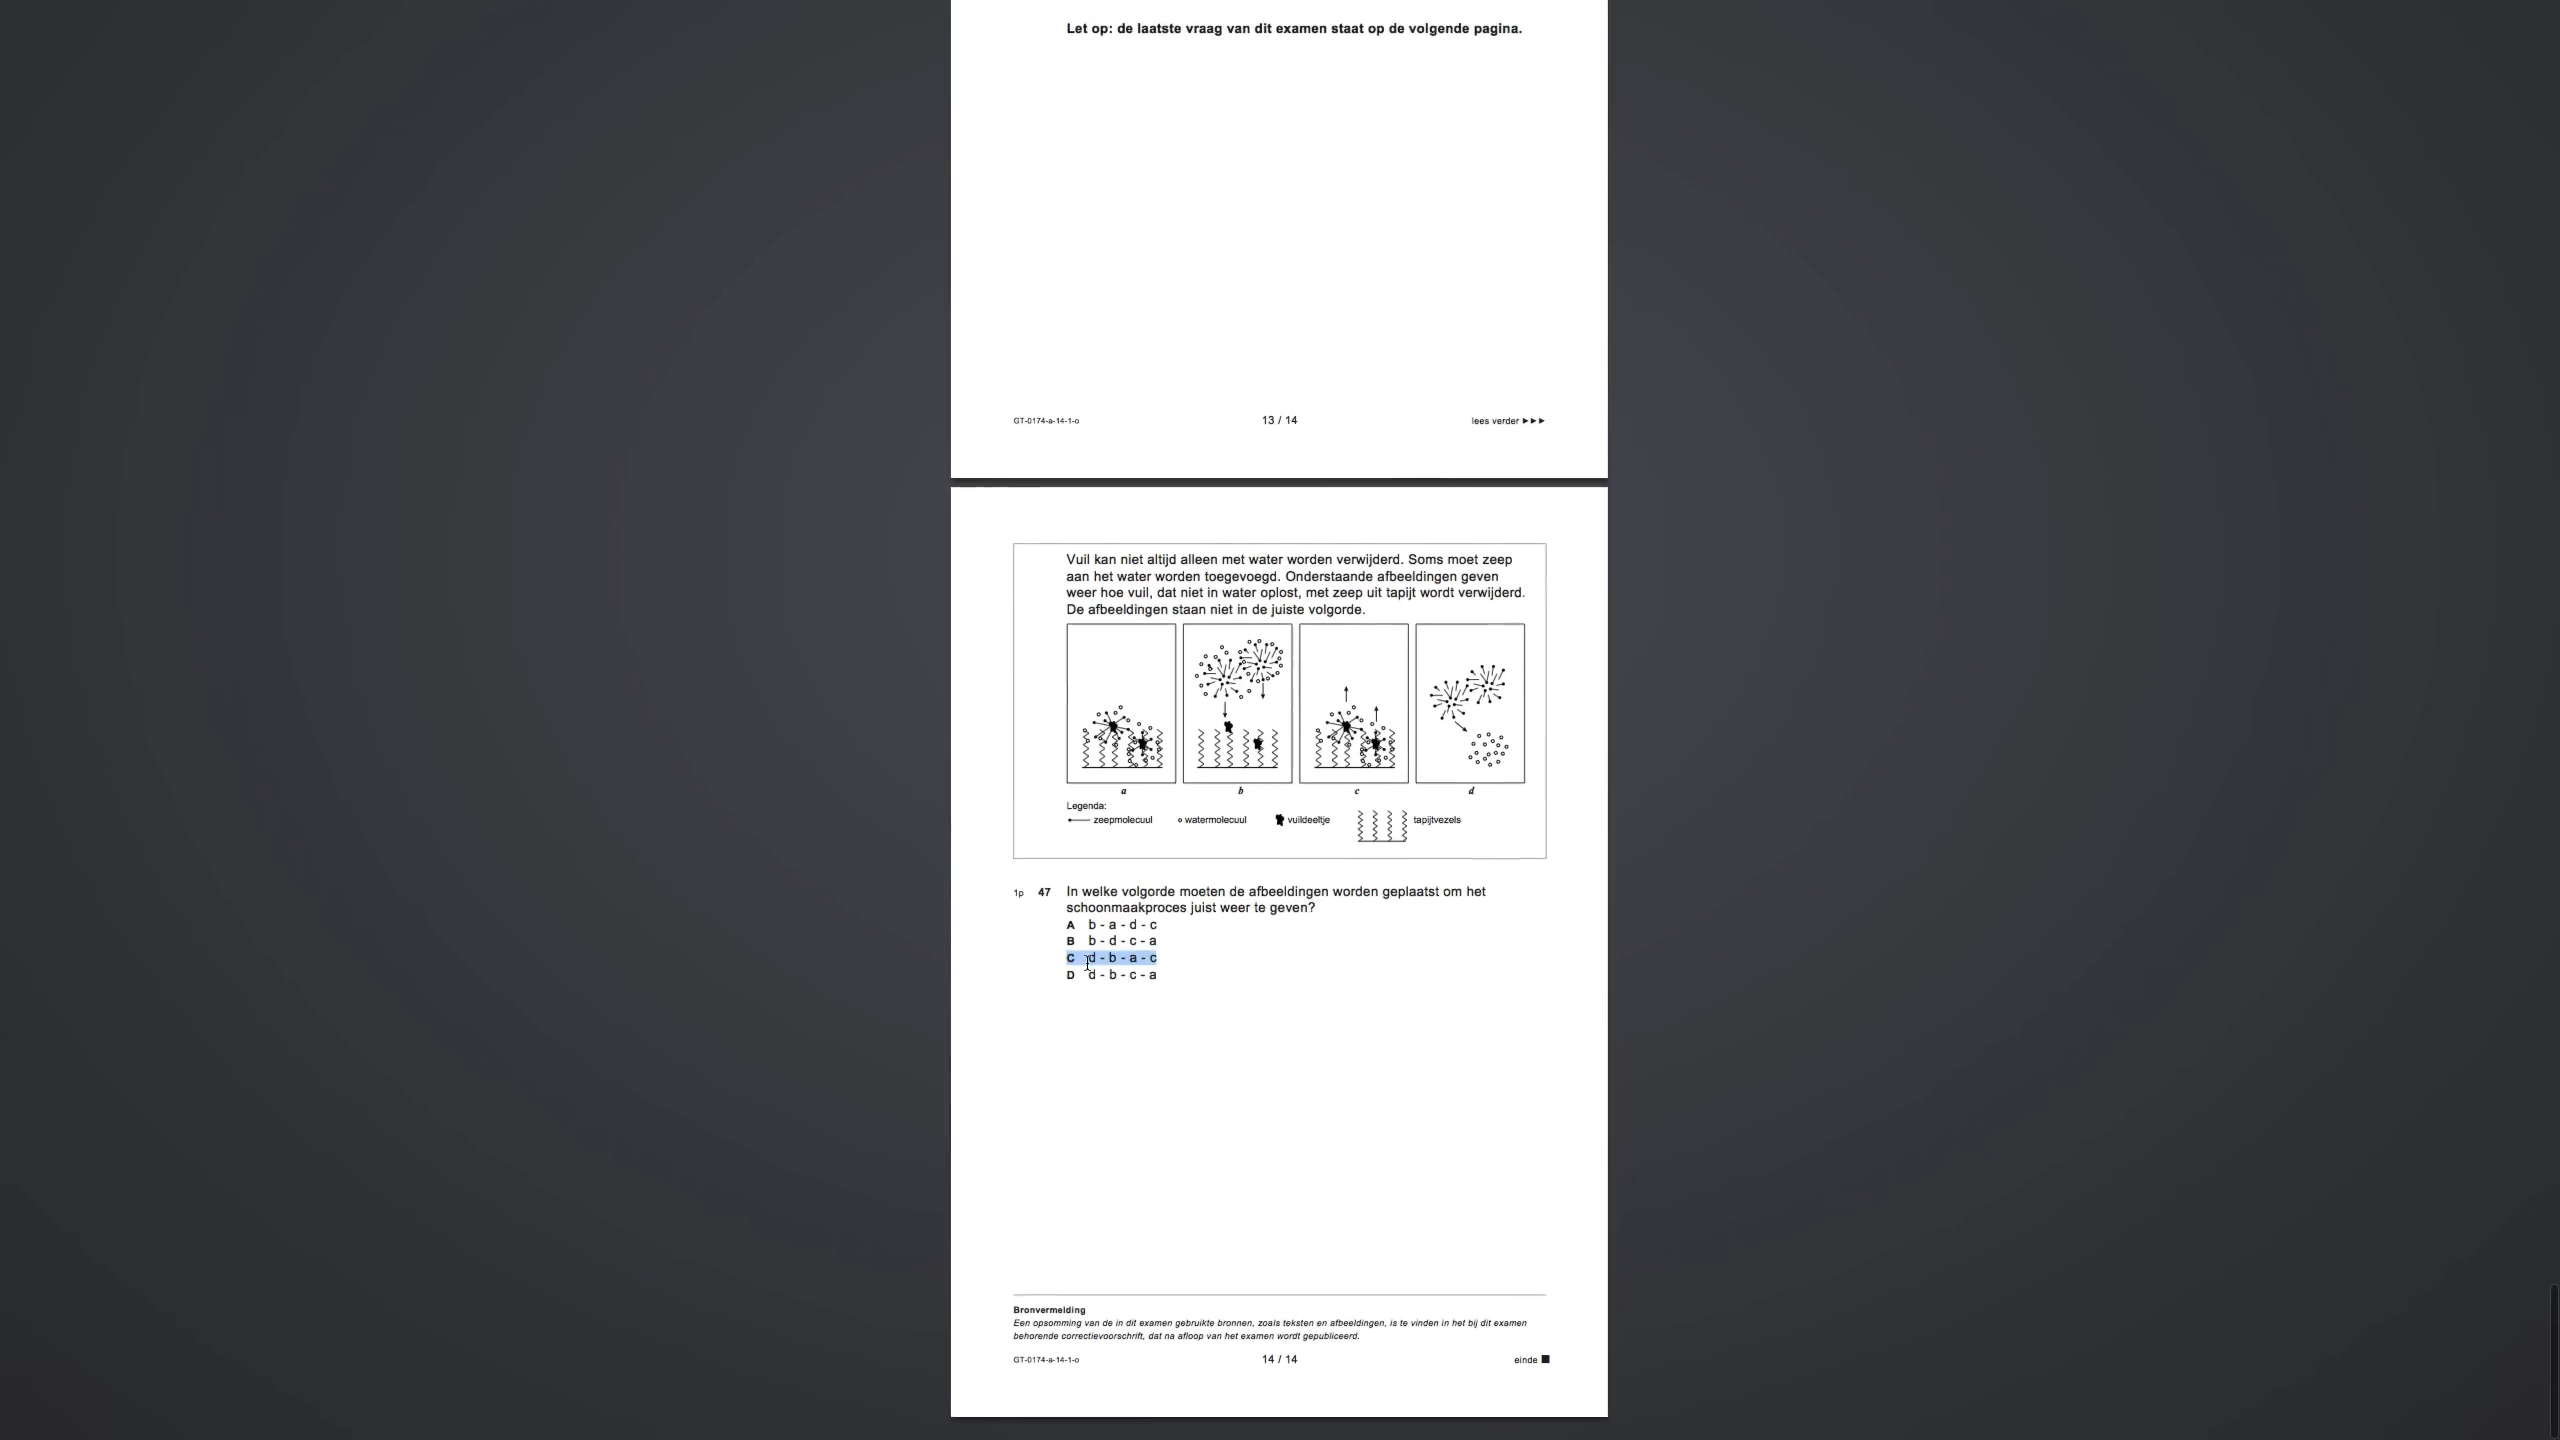 Let op: de laatste vraag van dit examen staat op de volgende pagina.
GT-0174-a-14-1-o
13 / 14
lees verder ►►►
Vuil kan niet altijd alleen met water worden verwijderd. Soms moet zeep
aan het water worden toegevoegd. Onderstaande afbeeldingen geven
weer hoe vuil, dat niet in water oplost, met zeep uit tapijt wordt verwijderd.
De afbeeldingen staan niet in de juiste volgorde.
a
b
c
d
Legenda:
zeepmolecuul
watermolecuul
vuildeeltje
tapijtvezels
1p 47 In welke volgorde moeten de afbeeldingen worden geplaatst om het
schoonmaakproces juist weer te geven?
A b - a - d - c
B b - d - c - a
C d - b - a - c
D d - b - c - a
Bronvermelding
Een opsomming van de in dit examen gebruikte bronnen, zoals teksten en afbeeldingen, is te vinden in het bij dit examen
behorende correctievoorschrift, dat na afloop van het examen wordt gepubliceerd.
GT-0174-a-14-1-o
14 / 14
einde ■